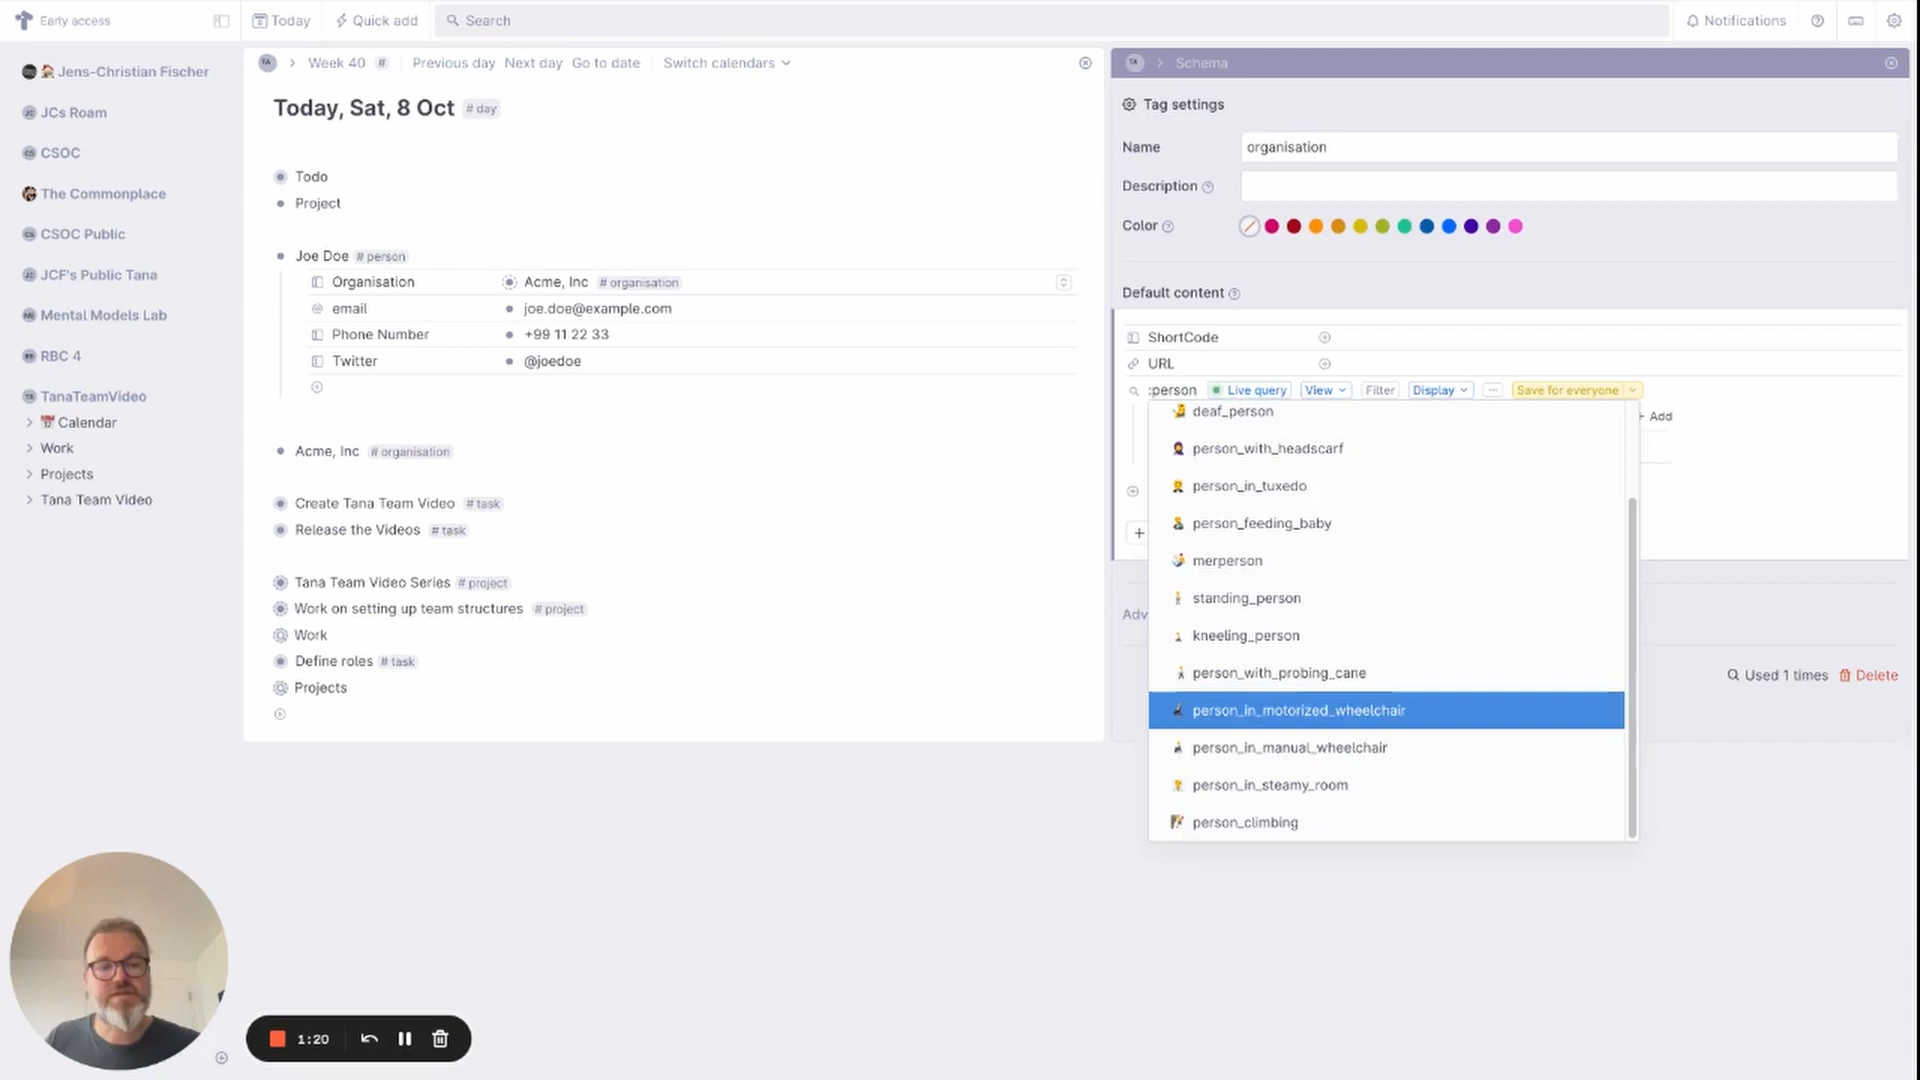 Early access
Today
Quick add
Search
Notifications
Jens-Christian Fischer
JCs Roam
CSOC
The Commonplace
CSOC Public
JCF's Public Tana
Mental Models Lab
RBC 4
TanaTeamVideo
Calendar
Work
Projects
Tana Team Video
Week 40 #
Previous day Next day Go to date
Switch calendars
Today, Sat, 8 Oct # day
Todo
Project
Joe Doe # person
Organisation Acme, Inc # organisation
email joe.doe@example.com
Phone Number +99 11 22 33
Twitter @joedoe
Acme, Inc # organisation
Create Tana Team Video # task
Release the Videos # task
Tana Team Video Series # project
Work on setting up team structures # project
Work
Define roles # task
Projects
Schema
Tag settings
Name organisation
Description
Color
Default content
ShortCode
URL
:person Live query View Filter Display ... Save for everyone
Add
deaf_person
person_with_headscarf
person_in_tuxedo
person_feeding_baby
merperson
standing_person
kneeling_person
person_with_probing_cane
person_in_motorized_wheelchair
person_in_manual_wheelchair
person_in_steamy_room
person_climbing
Adv
Used 1 times Delete
1:20